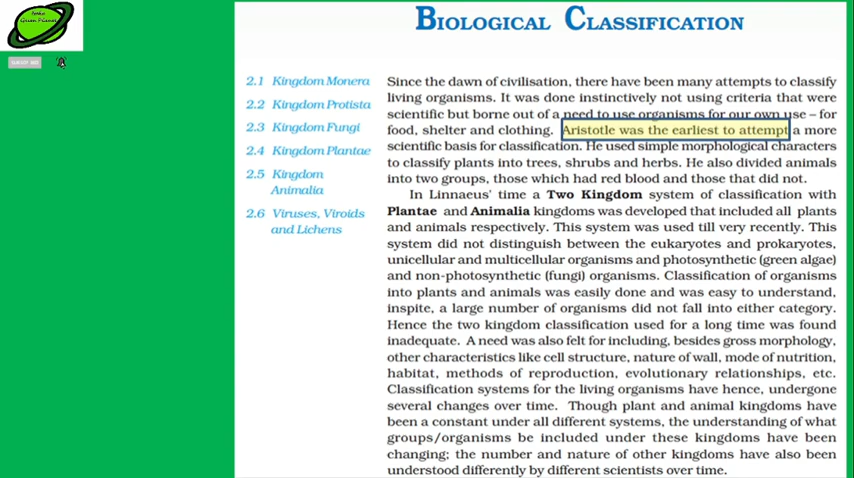 BIOLOGICAL CLASSIFICATION
2.1 Kingdom Monera
2.2 Kingdom Protista
2.3 Kingdom Fungi
2.4 Kingdom Plantae
2.5 Kingdom
Animalia
2.6 Viruses, Viroids
and Lichens
Since the dawn of civilisation, there have been many attempts to classify
living organisms. It was done instinctively not using criteria that were
scientific but borne out of a need to use organisms for our own use – for
food, shelter and clothing. Aristotle was the earliest to attempt a more
scientific basis for classification. He used simple morphological characters
to classify plants into trees, shrubs and herbs. He also divided animals
into two groups, those which had red blood and those that did not.
In Linnaeus' time a Two Kingdom system of classification with
Plantae and Animalia kingdoms was developed that included all plants
and animals respectively. This system was used till very recently. This
system did not distinguish between the eukaryotes and prokaryotes,
unicellular and multicellular organisms and photosynthetic (green algae)
and non-photosynthetic (fungi) organisms. Classification of organisms
into plants and animals was easily done and was easy to understand,
inspite, a large number of organisms did not fall into either category.
Hence the two kingdom classification used for a long time was found
inadequate. A need was also felt for including, besides gross morphology,
other characteristics like cell structure, nature of wall, mode of nutrition,
habitat, methods of reproduction, evolutionary relationships, etc.
Classification systems for the living organisms have hence, undergone
several changes over time. Though plant and animal kingdoms have
been a constant under all different systems, the understanding of what
groups/organisms be included under these kingdoms have been
changing; the number and nature of other kingdoms have also been
understood differently by different scientists over time.